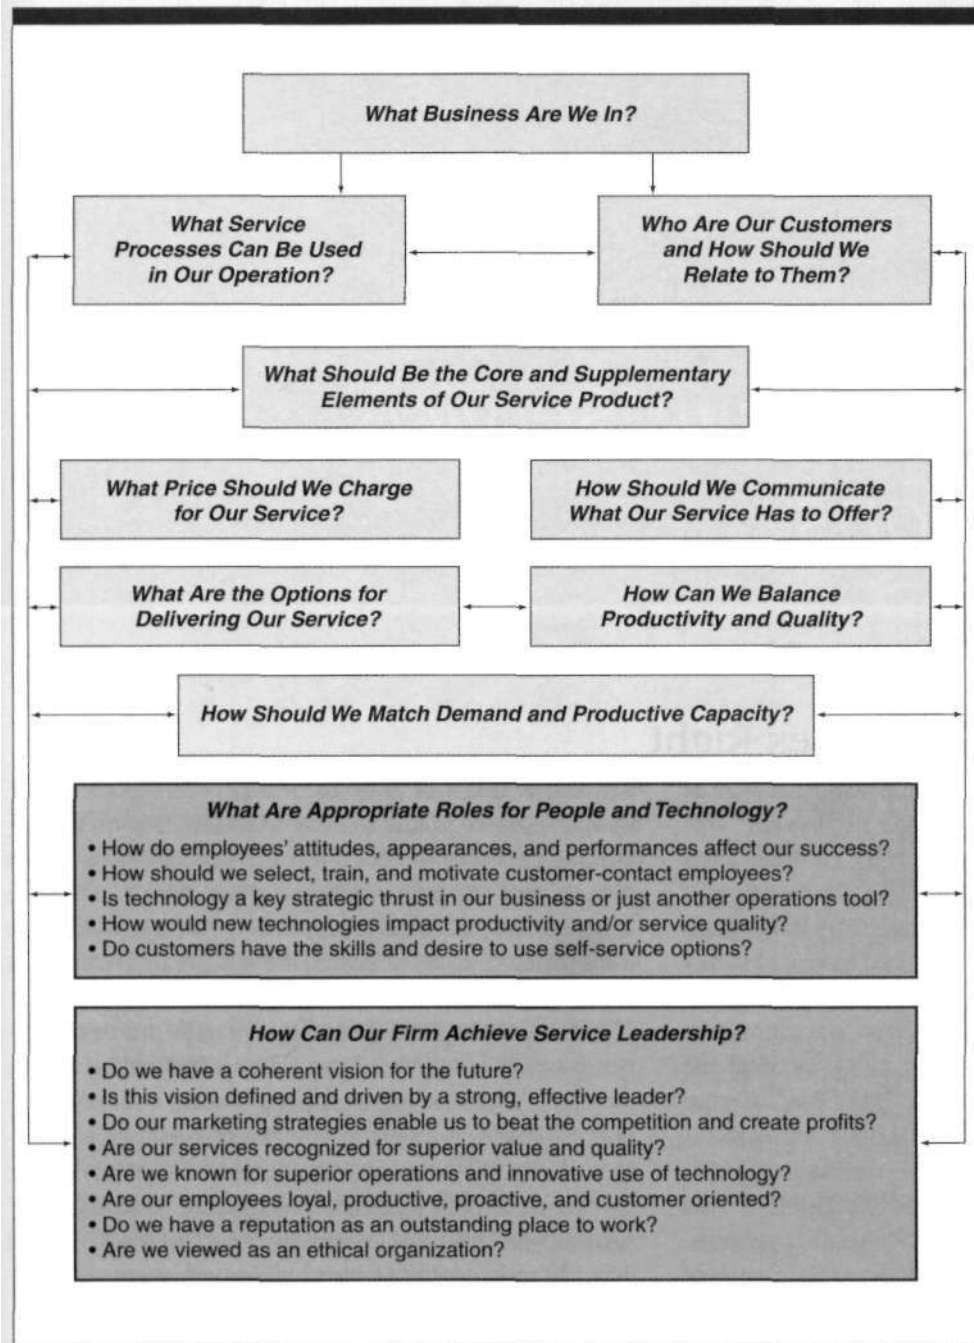 What Business Are We In?
What Service
Processes Can Be Used
in Our Operation?
Who Are Our Customers
and How Should We
Relate to Them?
What Should Be the Core and Supplementary
Elements of Our Service Product?
What Price Should We Charge
for Our Service?
How Should We Communicate
What Our Service Has to Offer?
What Are the Options for
Delivering Our Service?
How Can We Balance
Productivity and Quality?
How Should We Match Demand and Productive Capacity?
What Are Appropriate Roles for People and Technology?
• How do employees' attitudes, appearances, and performances affect our success?
• How should we select, train, and motivate customer-contact employees?
• Is technology a key strategic thrust in our business or just another operations tool?
• How would new technologies impact productivity and/or service quality?
• Do customers have the skills and desire to use self-service options?
How Can Our Firm Achieve Service Leadership?
• Do we have a coherent vision for the future?
• Is this vision defined and driven by a strong, effective leader?
• Do our marketing strategies enable us to beat the competition and create profits?
• Are our services recognized for superior value and quality?
• Are we known for superior operations and innovative use of technology?
• Are our employees loyal, productive, proactive, and customer oriented?
• Do we have a reputation as an outstanding place to work?
• Are we viewed as an ethical organization?